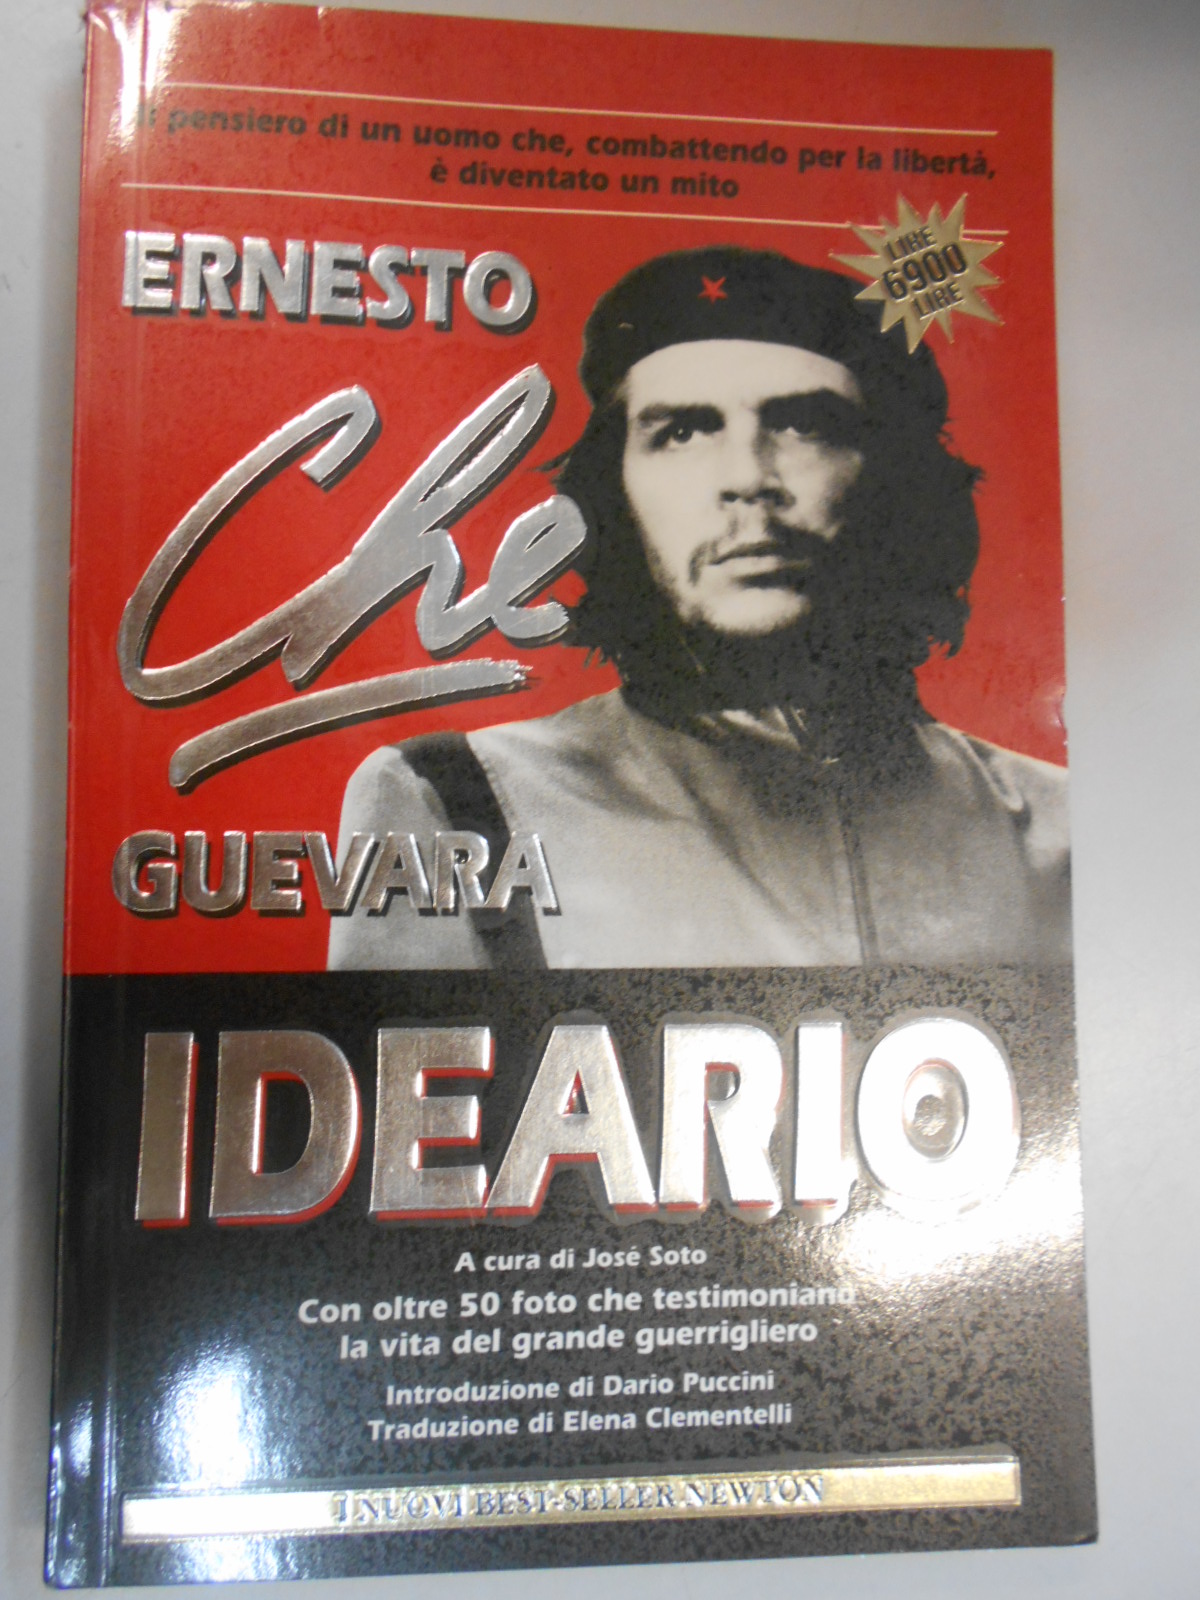 Il pensiero di un uomo che, combattendo per la libertà,
è diventato un mito
LIRE
6900
LIRE
ERNESTO
Che
GUEVARA
IDEARIO
A cura di José Soto
Con oltre 50 foto che testimoniano
la vita del grande guerrigliero
Introduzione di Dario Puccini
Traduzione di Elena Clementelli
I NUOVI BEST-SELLER NEWTON